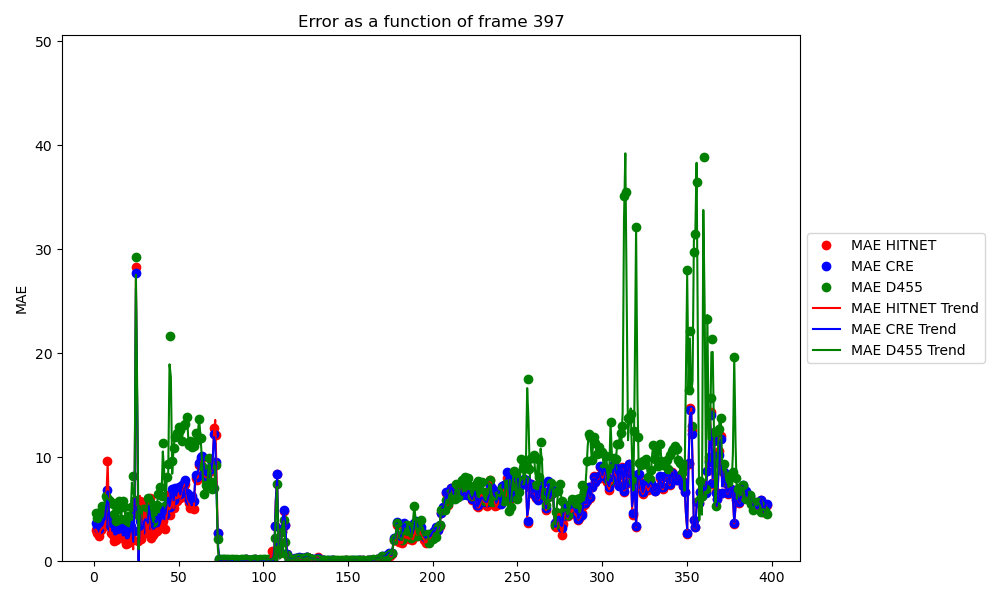 Error as a function of frame 397
MAE
50
40
30
20
10
0
0 50 100 150 200 250 300 350 400
MAE HITNET
MAE CRE
MAE D455
MAE HITNET Trend
MAE CRE Trend
MAE D455 Trend